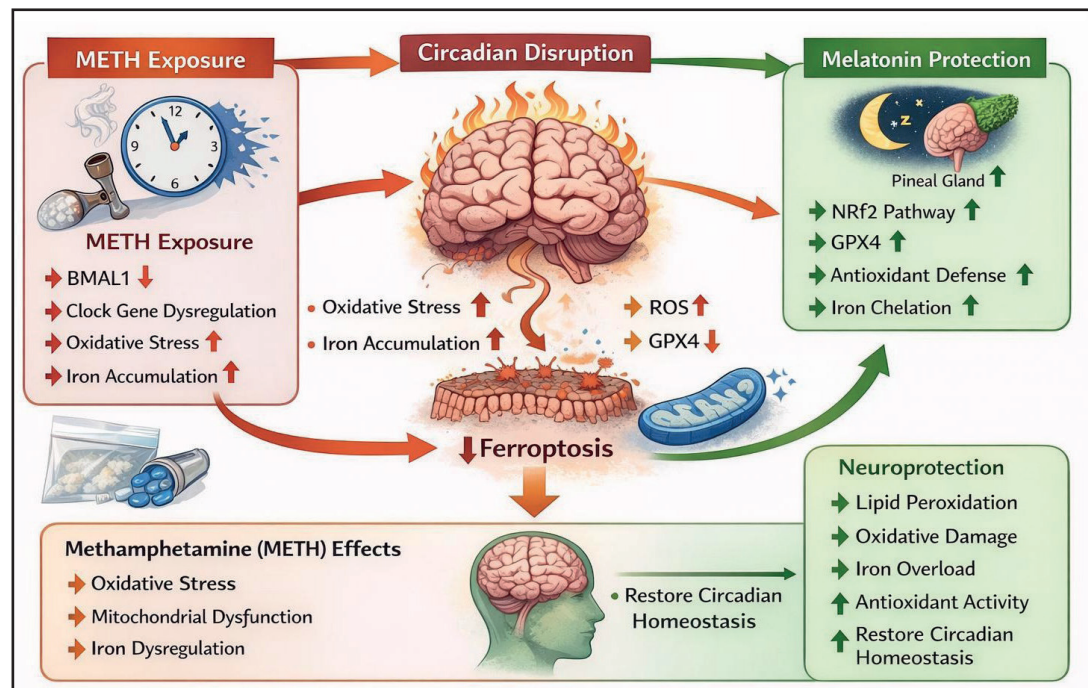 METH Exposure
12
3
6
9
METH Exposure
BMAL1
Clock Gene Dysregulation
Oxidative Stress
Iron Accumulation
Circadian Disruption
• Oxidative Stress
• Iron Accumulation
ROS
GPX4
Ferroptosis
Melatonin Protection
z
Pineal Gland
NRf2 Pathway
GPX4
Antioxidant Defense
Iron Chelation
Methamphetamine (METH) Effects
Oxidative Stress
Mitochondrial Dysfunction
Iron Dysregulation
• Restore Circadian
Homeostasis
Neuroprotection
Lipid Peroxidation
Oxidative Damage
Iron Overload
Antioxidant Activity
Restore Circadian
Homeostasis